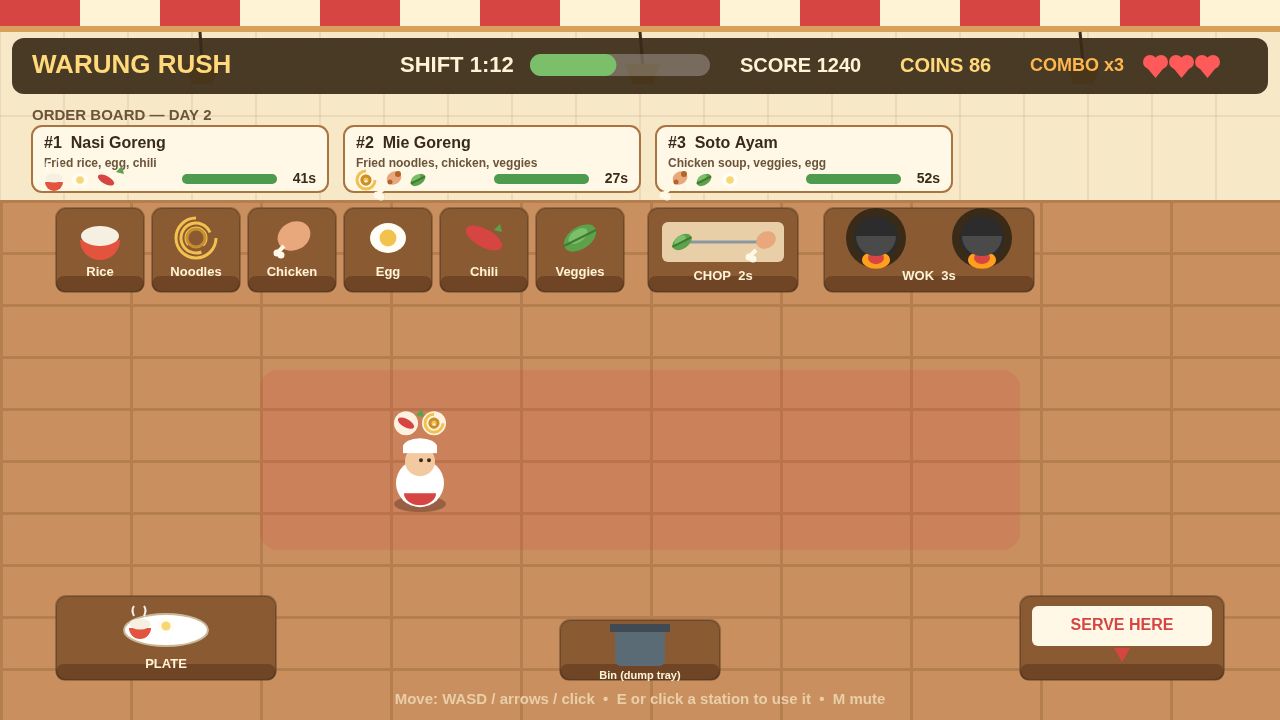 WARUNG RUSH
SHIFT 1:12
SCORE 1240
COINS 86
COMBO x3
ORDER BOARD — DAY 2
#1 Nasi Goreng
Fried rice, egg, chili
41s
#2 Mie Goreng
Fried noodles, chicken, veggies
27s
#3 Soto Ayam
Chicken soup, veggies, egg
52s
Rice
Noodles
Chicken
Egg
Chili
Veggies
CHOP 2s
WOK 3s
PLATE
Bin (dump tray)
SERVE HERE
Move: WASD / arrows / click • E or click a station to use it • M mute